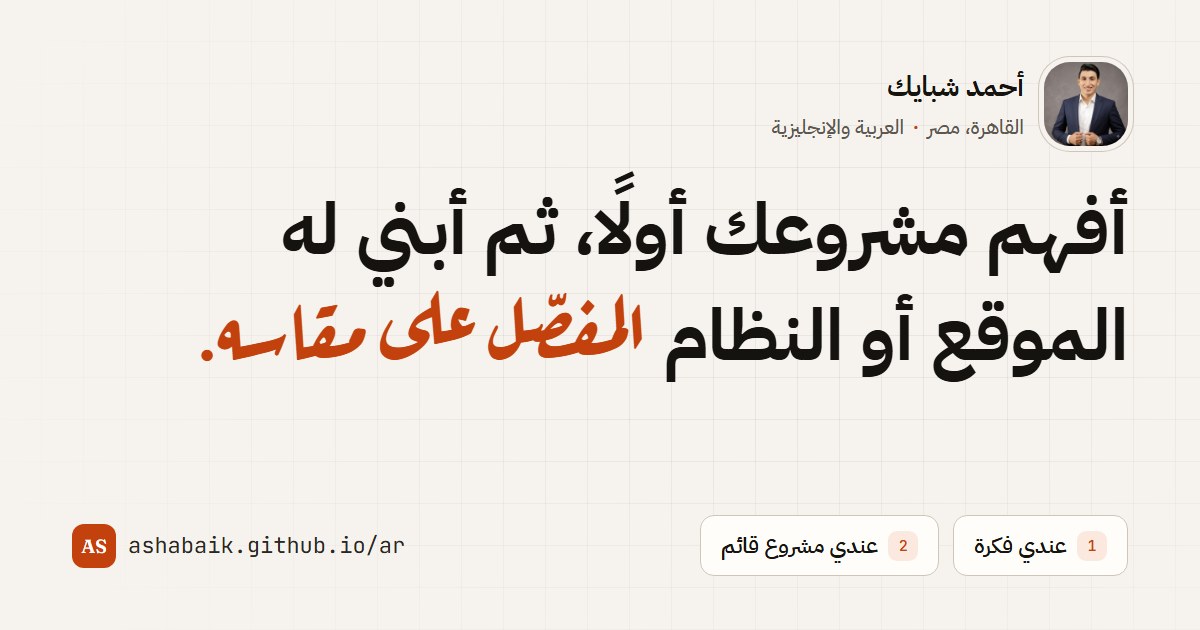 أحمد شبايك
القاهرة، مصر · العربية والإنجليزية
أفهم مشروعك أولًا، ثم أبني له
الموقع أو النظام المفصّل على مقاسه.
1 عندي فكرة
2 عندي مشروع قائم
AS ashabaik.github.io/ar